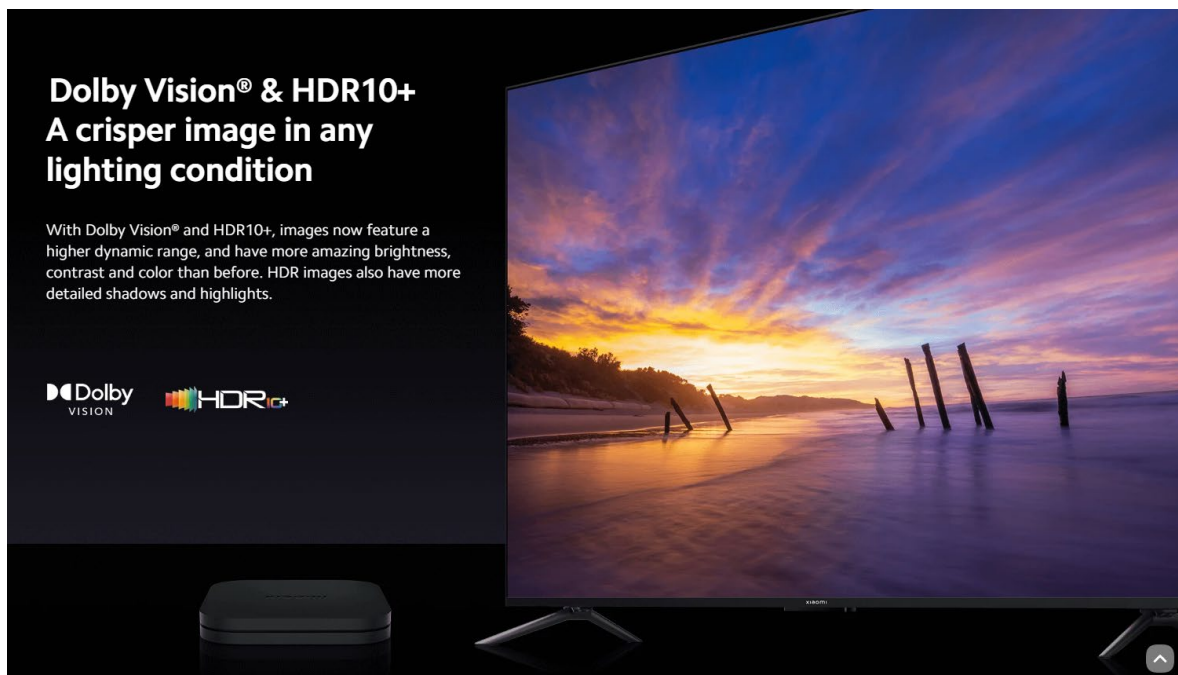 Dolby Vision® & HDR10+
A crisper image in any
lighting condition
With Dolby Vision® and HDR10+, images now feature a
higher dynamic range, and have more amazing brightness,
contrast and color than before. HDR images also have more
detailed shadows and highlights.
Dolby
VISION
HDR10+
xiaomi